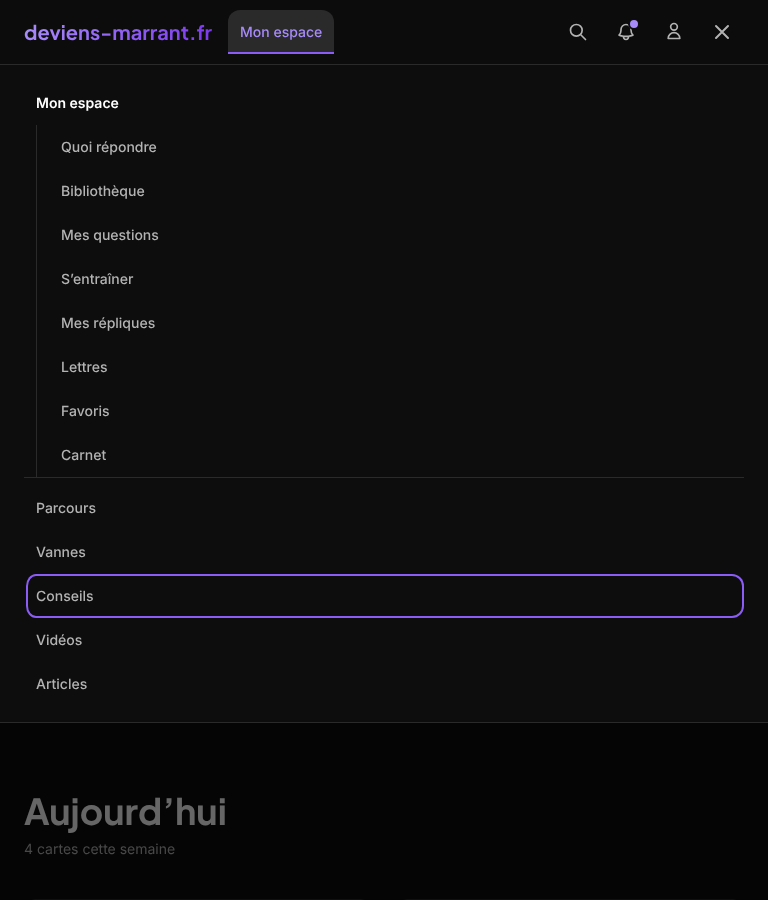 deviens-marrant.fr
Mon espace
Mon espace
Quoi répondre
Bibliothèque
Mes questions
S’entraîner
Mes répliques
Lettres
Favoris
Carnet
Parcours
Vannes
Conseils
Vidéos
Articles
Aujourd’hui
4 cartes cette semaine